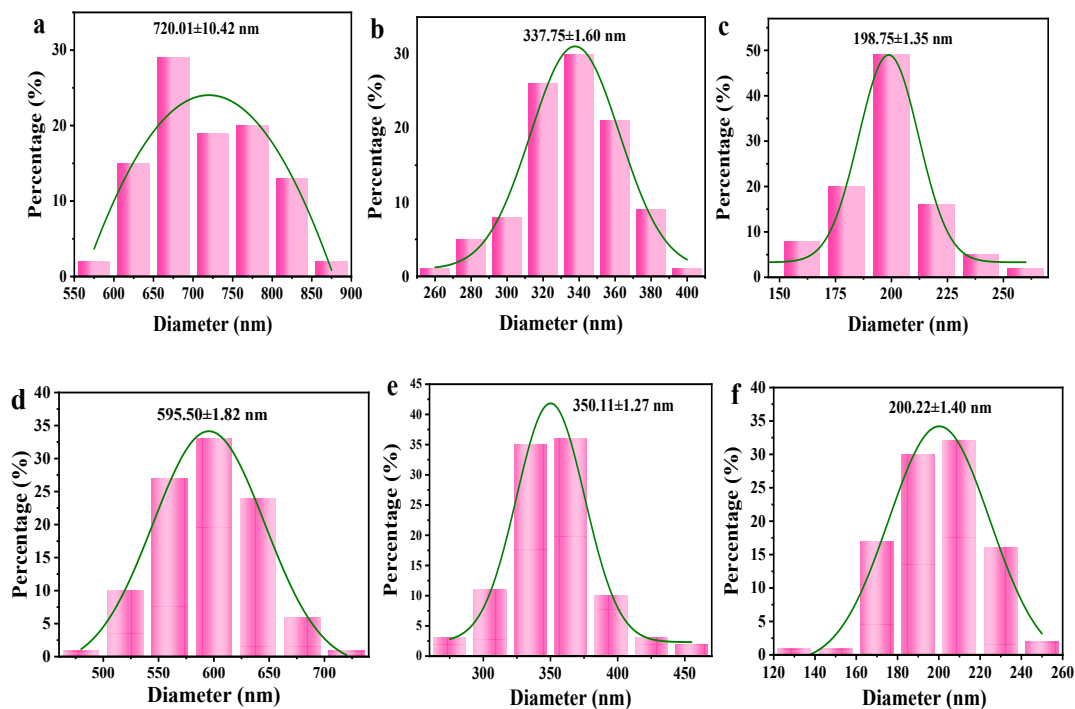 a
720.01±10.42 nm
Percentage (%)
30
20
10
0
550 600 650 700 750 800 850 900
Diameter (nm)
b
337.75±1.60 nm
Percentage (%)
30
20
10
0
260 280 300 320 340 360 380 400
Diameter (nm)
c
198.75±1.35 nm
Percentage (%)
50
40
30
20
10
0
150 175 200 225 250
Diameter (nm)
d
595.50±1.82 nm
Percentage (%)
40
35
30
25
20
15
10
5
0
500 550 600 650 700
Diameter (nm)
e
350.11±1.27 nm
Percentage (%)
45
40
35
30
25
20
15
10
5
0
300 350 400 450
Diameter (nm)
f
200.22±1.40 nm
Percentage (%)
40
35
30
25
20
15
10
5
0
120 140 160 180 200 220 240 260
Diameter (nm)